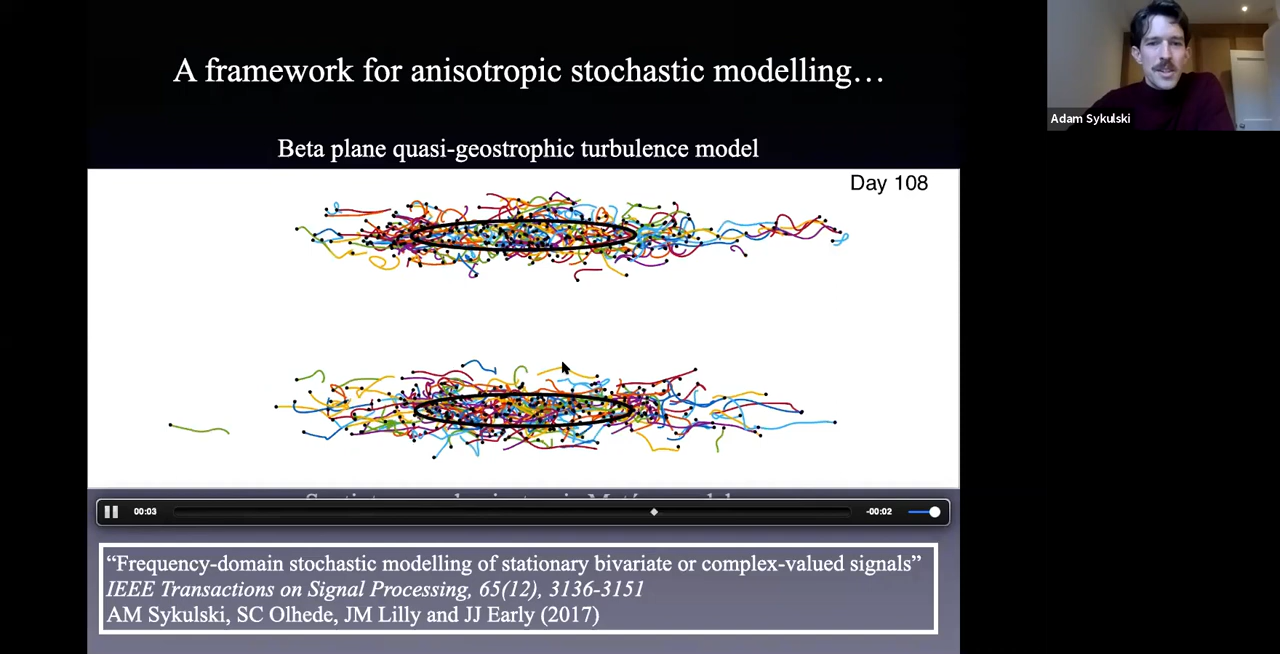 A framework for anisotropic stochastic modelling…
Adam Sykulski
Beta plane quasi-geostrophic turbulence model
Day 108
00:03
-00:02
“Frequency-domain stochastic modelling of stationary bivariate or complex-valued signals”
IEEE Transactions on Signal Processing, 65(12), 3136-3151
AM Sykulski, SC Olhede, JM Lilly and JJ Early (2017)